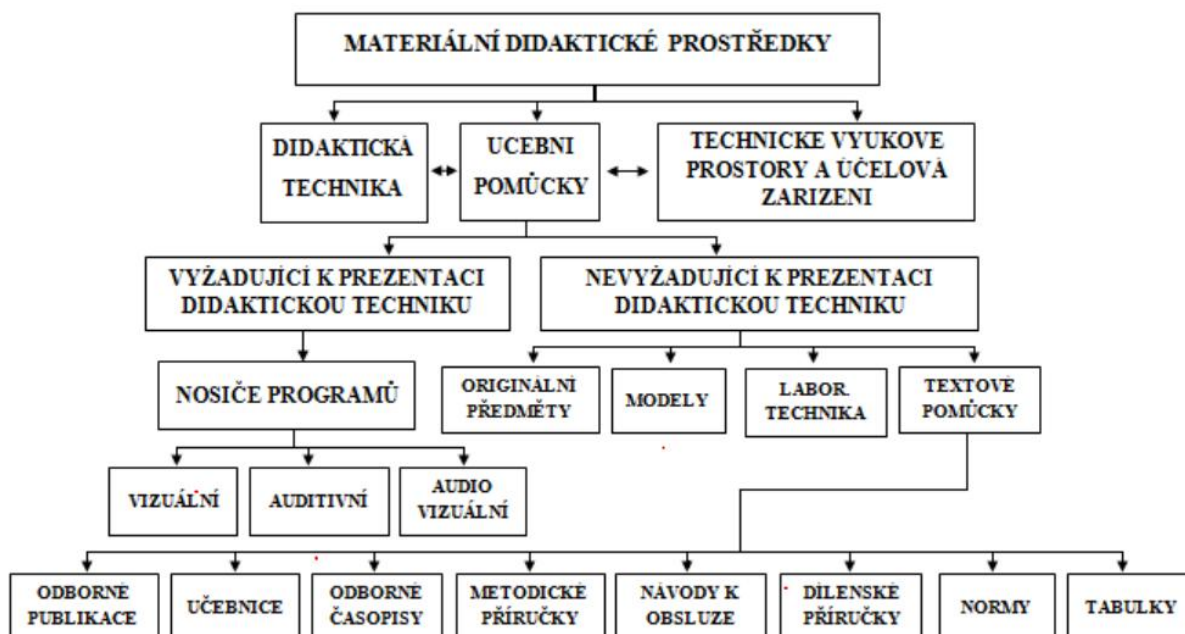 MATERIÁLNÍ DIDAKTICKÉ PROSTŘEDKY
DIDAKTICKÁ
TECHNIKA
UCEBNI
POMŮCKY
TECHNICKE VYUKOVE
PROSTORY A ÚČELOVÁ
ZARIZENI
VYŽADUJÍCÍ K PREZENTACI
DIDAKTICKOU TECHNIKU
NEVYŽADUJÍCÍ K PREZENTACI
DIDAKTICKOU TECHNIKU
NOSIČE PROGRAMŮ
ORIGINÁLNÍ
PŘEDMĚTY
MODELY
LABOR.
TECHNIKA
TEXTOVÉ
POMŮCKY
VIZUÁLNÍ
AUDITIVNÍ
AUDIO
VIZUÁLNÍ
ODBORNÉ
PUBLIKACE
UČEBNICE
ODBORNÉ
ČASOPISY
METODICKÉ
PŘÍRUČKY
NÁVODY K
OBSLUZE
DÍLENSKÉ
PŘÍRUČKY
NORMY
TABULKY